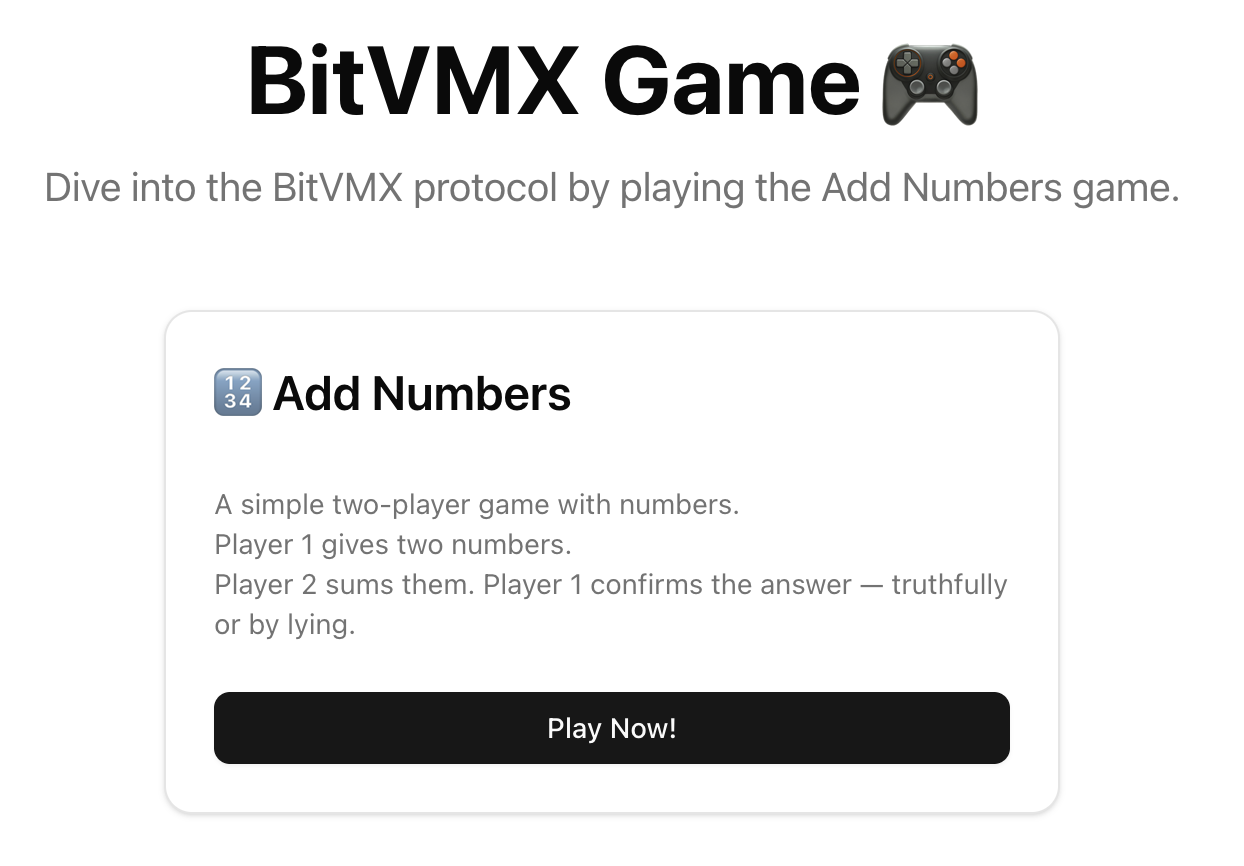 BitVMX Game 🎮
Dive into the BitVMX protocol by playing the Add Numbers game.
🔢 Add Numbers
A simple two-player game with numbers.
Player 1 gives two numbers.
Player 2 sums them. Player 1 confirms the answer — truthfully
or by lying.
Play Now!